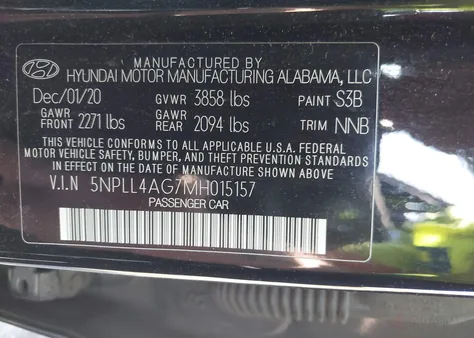 MANUFACTURED BY
HYUNDAI MOTOR MANUFACTURING ALABAMA, LLC
Dec/01/20 GVWR 3858 lbs PAINT S3B
GAWR FRONT 2271 lbs GAWR REAR 2094 lbs TRIM NNB
THIS VEHICLE CONFORMS TO ALL APPLICABLE U.S.A. FEDERAL
MOTOR VEHICLE SAFETY, BUMPER, AND THEFT PREVENTION STANDARDS
IN EFFECT ON THE DATE OF MANUFACTURE SHOWN ABOVE.
V.I.N 5NPLL4AG7MH015157
PASSENGER CAR